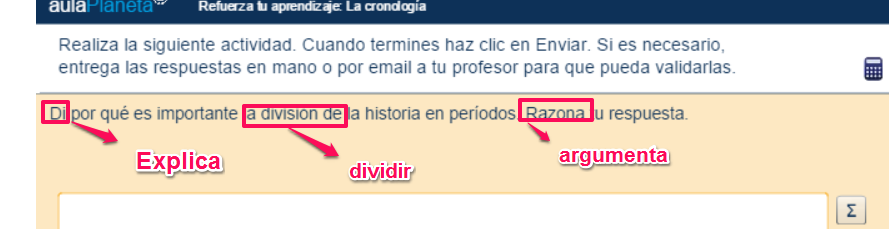 aulaPlaneta Refuerza tu aprendizaje: La cronología
Realiza la siguiente actividad. Cuando termines haz clic en Enviar. Si es necesario,
entrega las respuestas en mano o por email a tu profesor para que pueda validarlas.
Di por qué es importante la división de la historia en períodos. Razona tu respuesta.
Explica
dividir
argumenta
Σ